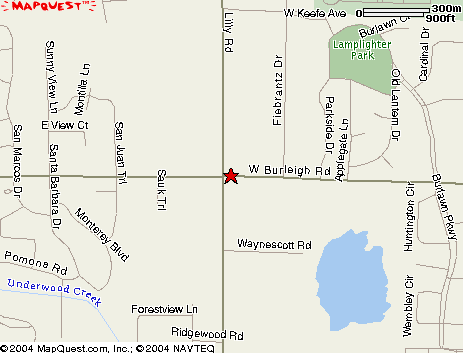 MAPQUEST™
W Keefe Ave
300m
900ft
Burlawn Ct
Lilly Rd
Lamplighter
Park
Cardinal Dr
Sunny View Ln
Montilla Ln
Fiebrantz Dr
Parkside Dr
Applegate Ln
Old Lantern Dr
E View Ct
San Juan Trl
San Marcos Dr
Santa Barbara Dr
Sauk Trl
W Burleigh Rd
Burlawn Pkwy
Monterey Blvd
Huntington Cir
Waynescott Rd
Pomona Rd
Underwood Creek
Wembley Cir
Forestview Ln
Ridgewood Rd
©2004 MapQuest.com, Inc.; ©2004 NAVTEQ